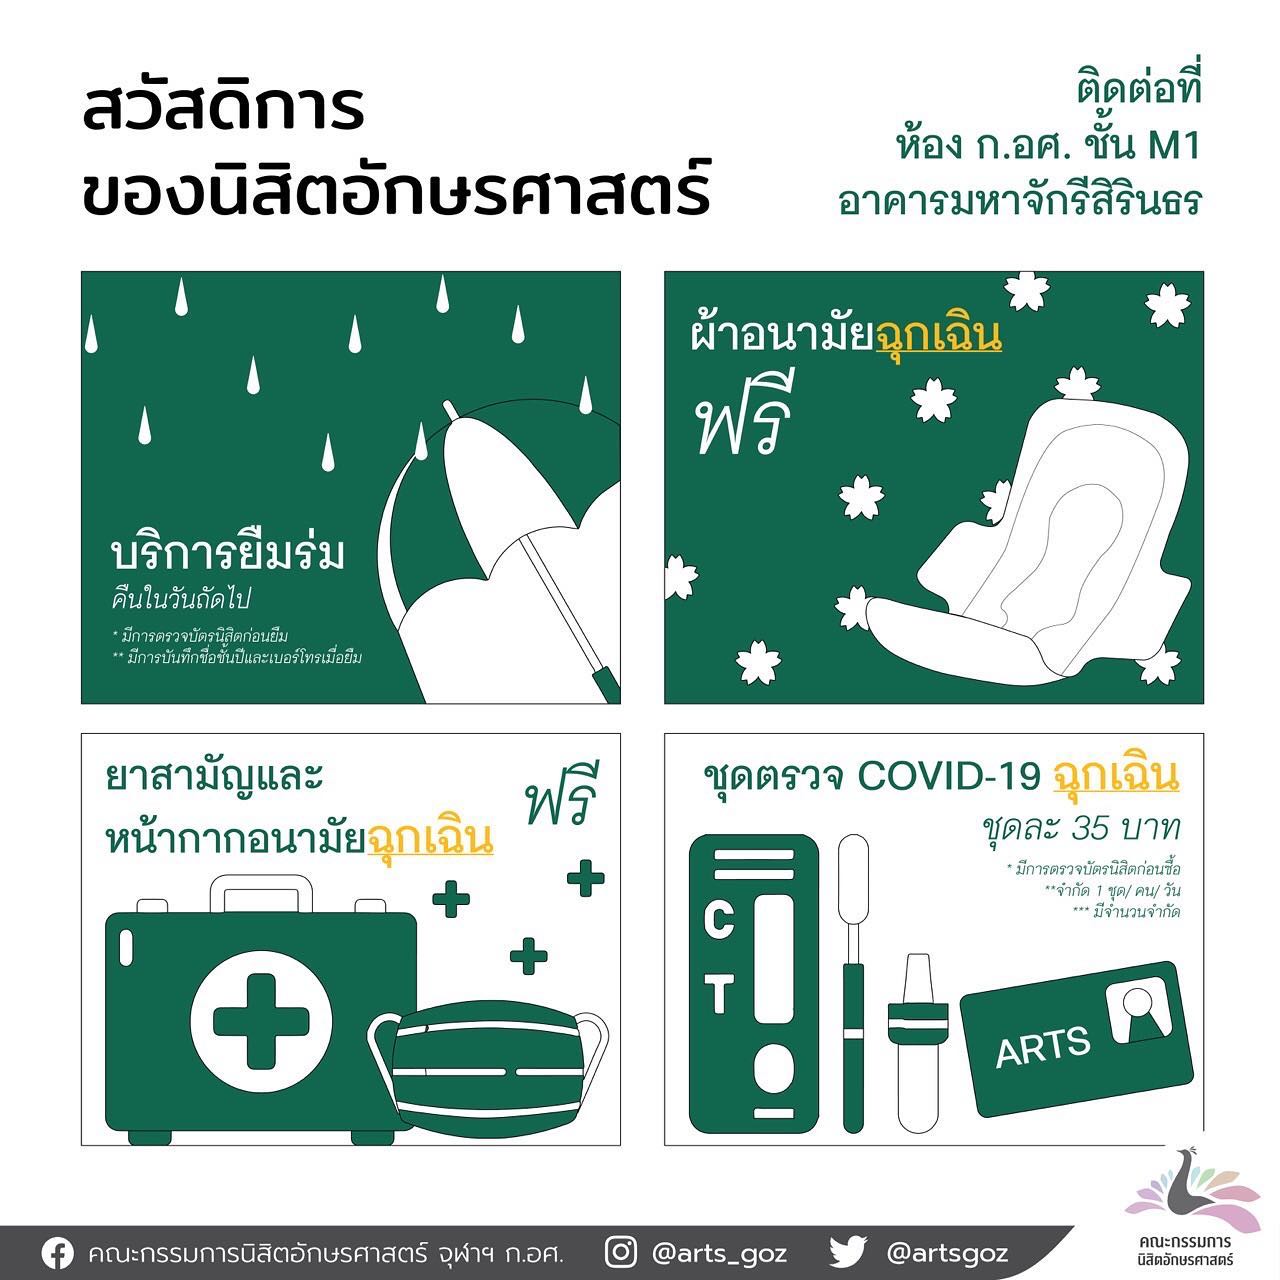 สวัสดิการ
ของนิสิตอักษรศาสตร์
ติดต่อที่
ห้อง ก.อศ. ชั้น M1
อาคารมหาจักรีสิรินธร
บริการยืมร่ม
คืนในวันถัดไป
* มีการตรวจบัตรนิสิตก่อนยืม
** มีการบันทึกชื่อชั้นปีและเบอร์โทรเมื่อยืม
ผ้าอนามัยฉุกเฉิน
ฟรี
ยาสามัญและ
หน้ากากอนามัยฉุกเฉิน
ฟรี
ชุดตรวจ COVID-19 ฉุกเฉิน
ชุดละ 35 บาท
* มีการตรวจบัตรนิสิตก่อนซื้อ
**จำกัด 1 ชุด/ คน/ วัน
*** มีจำนวนจำกัด
C
T
ARTS
คณะกรรมการนิสิตอักษรศาสตร์ จุฬาฯ ก.อศ.
@arts_goz
@artsgoz
คณะกรรมการ
นิสิตอักษรศาสตร์